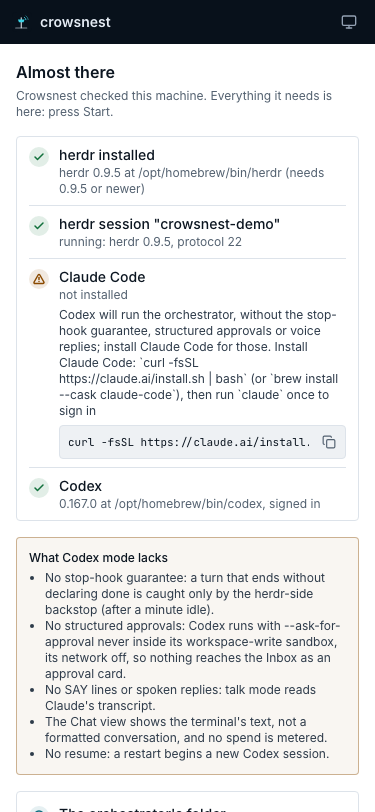 crowsnest
Almost there
Crowsnest checked this machine. Everything it needs is
here: press Start.
herdr installed
herdr 0.9.5 at /opt/homebrew/bin/herdr (needs
0.9.5 or newer)
herdr session "crowsnest-demo"
running: herdr 0.9.5, protocol 22
Claude Code
not installed
Codex will run the orchestrator, without the stop-
hook guarantee, structured approvals or voice
replies; install Claude Code for those. Install
Claude Code: `curl -fsSL
https://claude.ai/install.sh | bash` (or `brew install
--cask claude-code`), then run `claude` once to
sign in
curl -fsSL https://claude.ai/install.
Codex
0.167.0 at /opt/homebrew/bin/codex, signed in
What Codex mode lacks
• No stop-hook guarantee: a turn that ends without
declaring done is caught only by the herdr-side
backstop (after a minute idle).
• No structured approvals: Codex runs with --ask-for-
approval never inside its workspace-write sandbox,
its network off, so nothing reaches the Inbox as an
approval card.
• No SAY lines or spoken replies: talk mode reads
Claude's transcript.
• The Chat view shows the terminal's text, not a
formatted conversation, and no spend is metered.
• No resume: a restart begins a new Codex session.
The orchestrator's folder